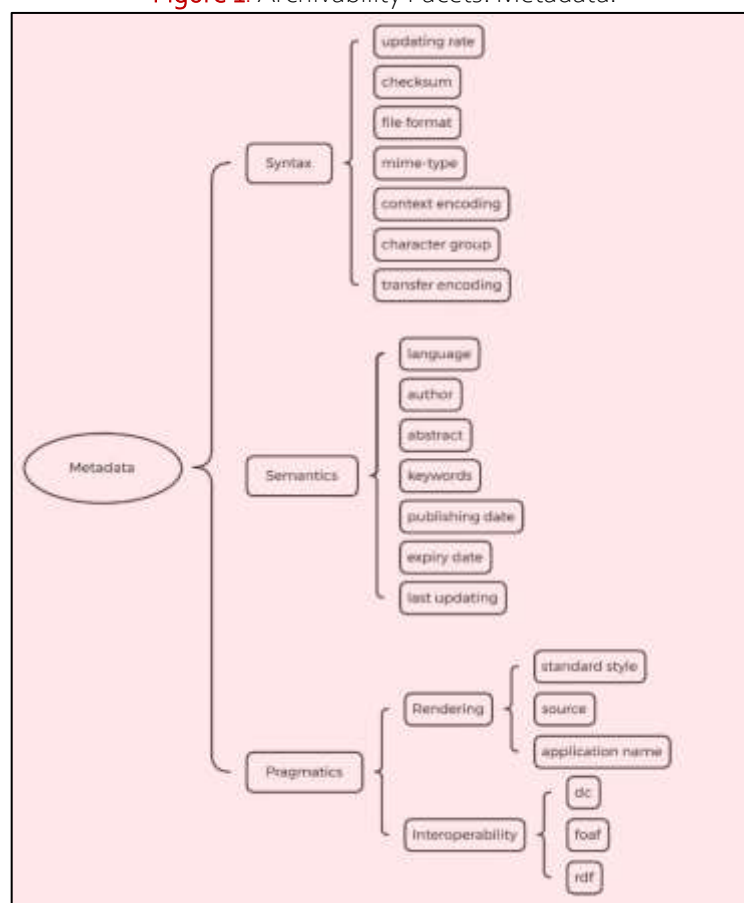 Figure 1. Archivability Facets: Metadata.
updating rate
checksum
file format
Syntax
mime-type
context encoding
character group
transfer encoding
language
author
abstract
Metadata
Semantics
keywords
publishing date
expiry date
last updating
standard style
Rendering
source
application name
Pragmatics
dc
Interoperability
foaf
rdf